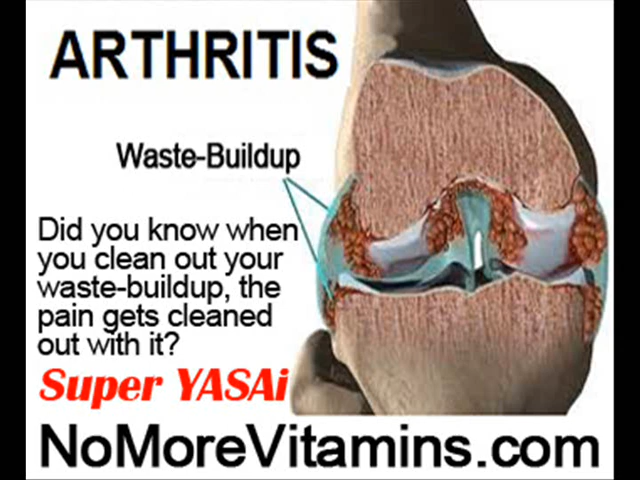 ARTHRITIS
Waste-Buildup
Did you know when
you clean out your
waste-buildup, the
pain gets cleaned
out with it?
Super YASAi
NoMoreVitamins.com